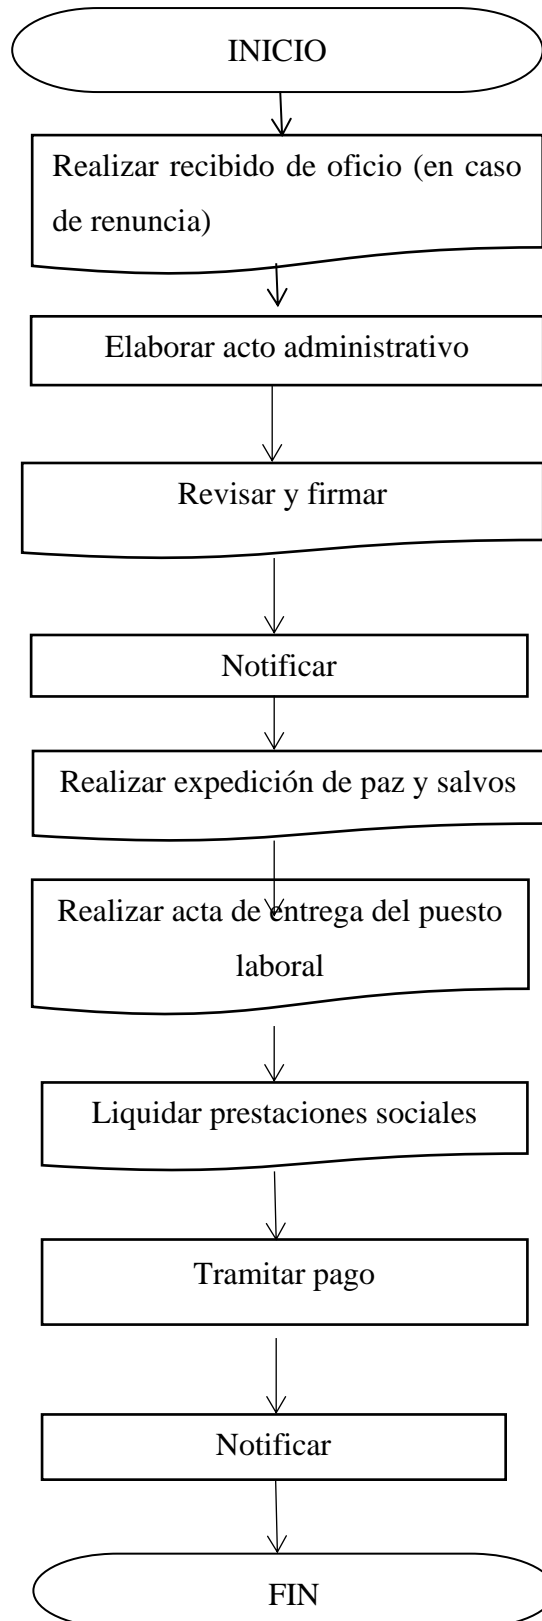 INICIO
Realizar recibido de oficio (en caso
de renuncia)
Elaborar acto administrativo
Revisar y firmar
Notificar
Realizar expedición de paz y salvos
Realizar acta de entrega del puesto
laboral
Liquidar prestaciones sociales
Tramitar pago
Notificar
FIN